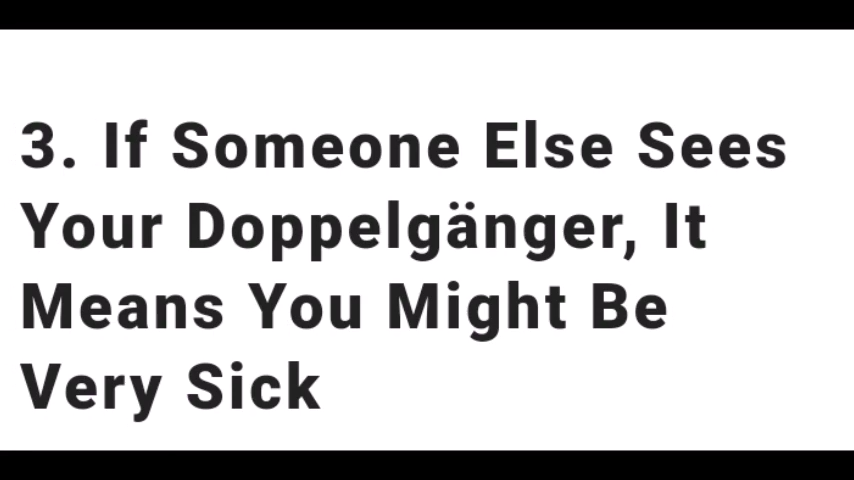 3. If Someone Else Sees
Your Doppelgänger, It
Means You Might Be
Very Sick